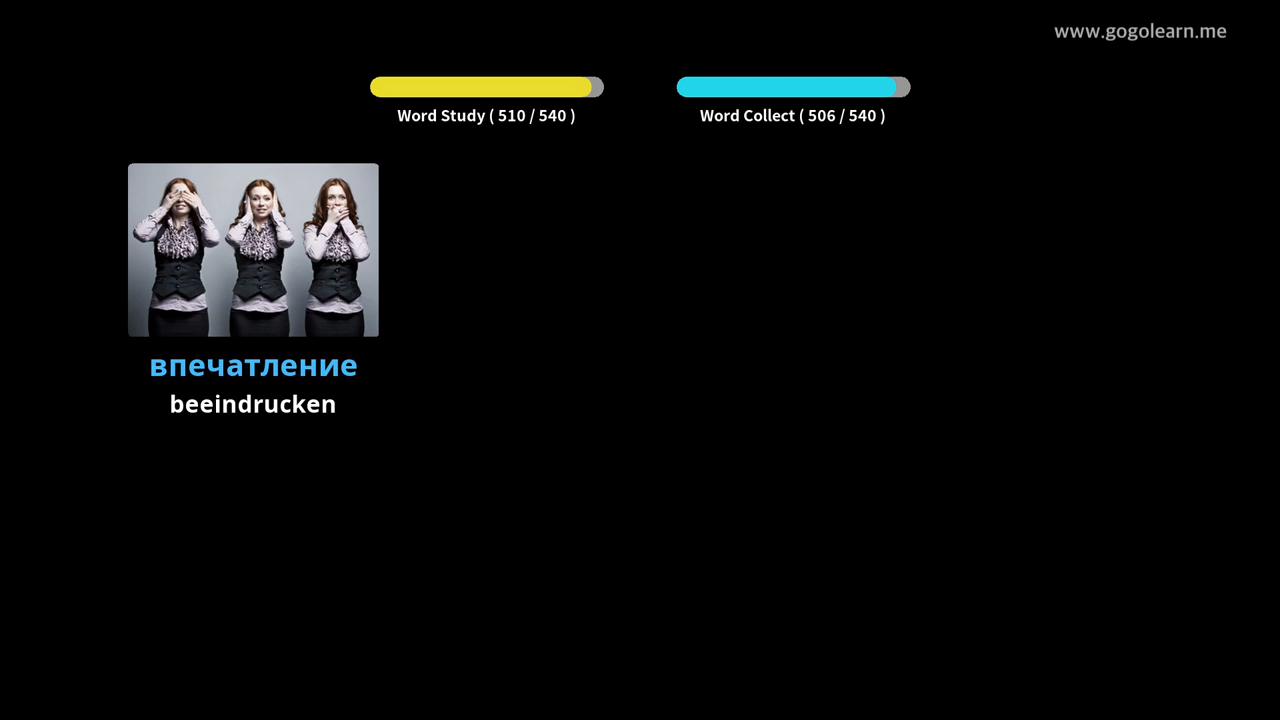 www.gogolearn.me
Word Study ( 510 / 540 )
Word Collect ( 506 / 540 )
впечатление
beeindrucken